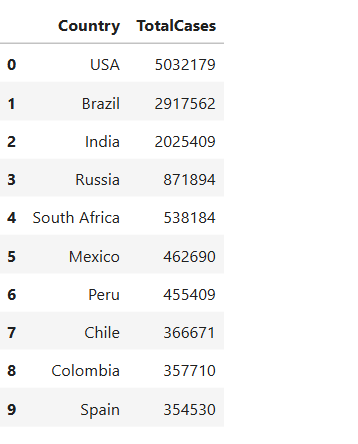 Country TotalCases
0 USA 5032179
1 Brazil 2917562
2 India 2025409
3 Russia 871894
4 South Africa 538184
5 Mexico 462690
6 Peru 455409
7 Chile 366671
8 Colombia 357710
9 Spain 354530